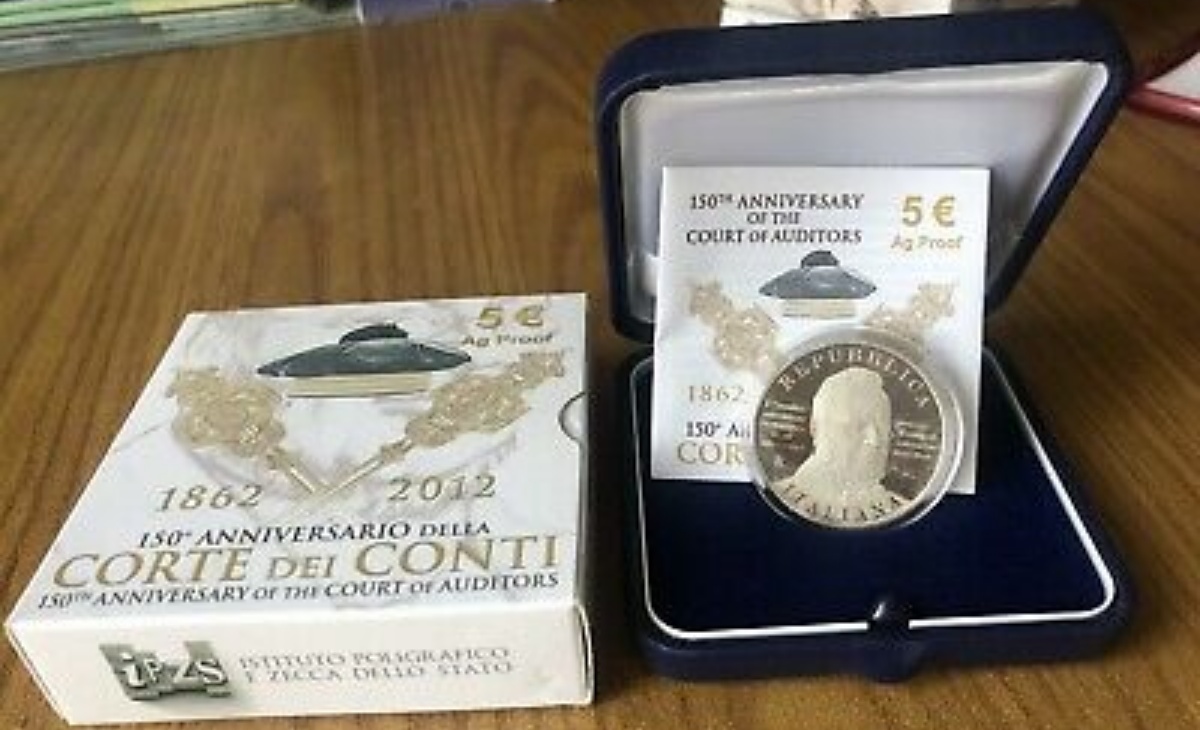 5 €
Ag Proof
1862 2012
150° ANNIVERSARIO DELLA
CORTE DEI CONTI
150TH ANNIVERSARY OF THE COURT OF AUDITORS
iPZS
ISTITUTO POLIGRAFICO
E ZECCA DELLO STATO
150TH ANNIVERSARY
OF THE
COURT OF AUDITORS
5 €
Ag Proof
1862
150° An
COR
REPUBBLICA
ITALIANA